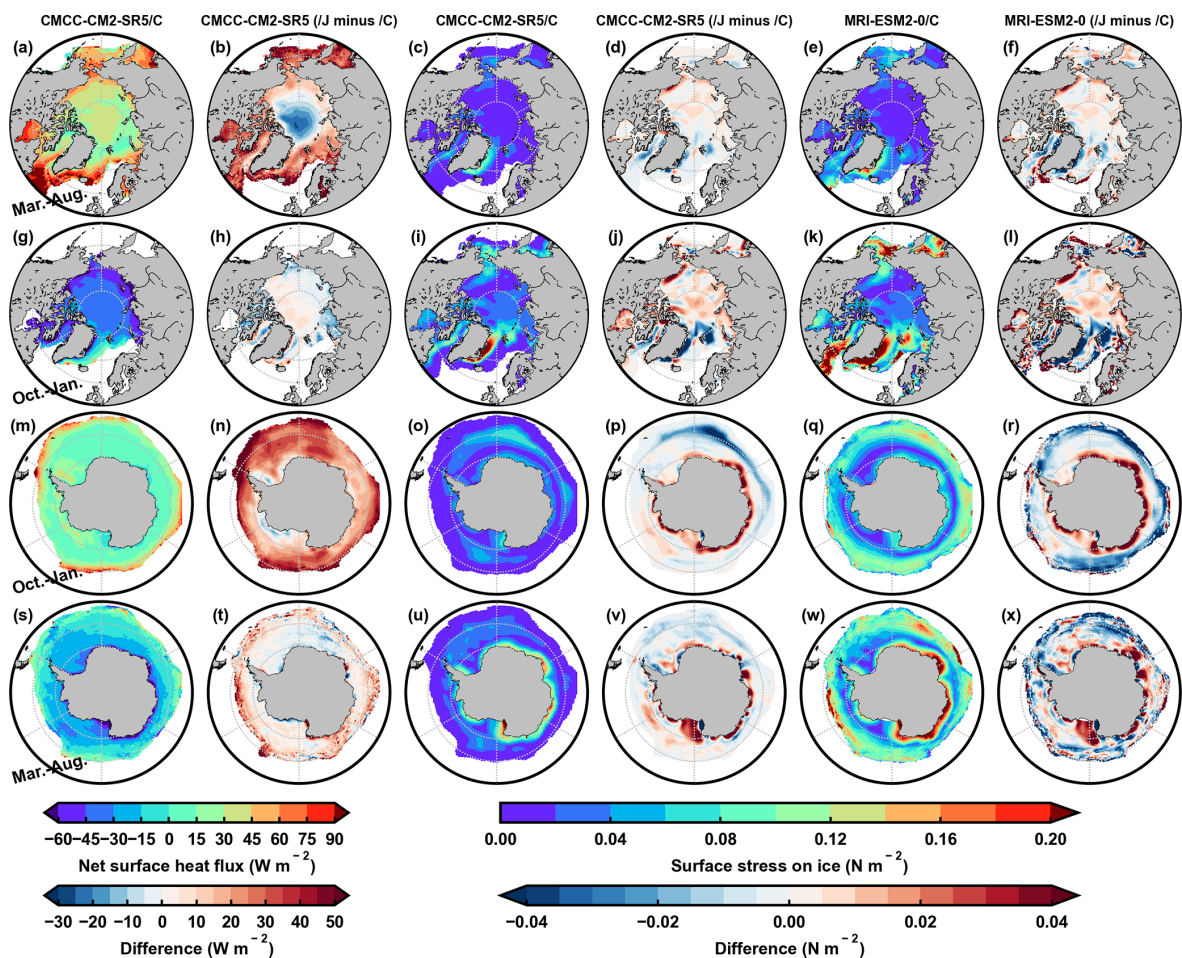 CMCC-CM2-SR5/C CMCC-CM2-SR5 (/J minus /C) CMCC-CM2-SR5/C CMCC-CM2-SR5 (/J minus /C) MRI-ESM2-0/C MRI-ESM2-0 (/J minus /C)
(a) (b) (c) (d) (e) (f)
Mar.-Aug.
(g) (h) (i) (j) (k) (l)
Oct.-Jan.
(m) (n) (o) (p) (q) (r)
Oct.-Jan.
(s) (t) (u) (v) (w) (x)
Mar.-Aug.
−60 −45 −30 −15 0 15 30 45 60 75 90
Net surface heat flux (W m⁻²)
0.00 0.04 0.08 0.12 0.16 0.20
Surface stress on ice (N m⁻²)
−30 −20 −10 0 10 20 30 40 50
Difference (W m⁻²)
−0.04 −0.02 0.00 0.02 0.04
Difference (N m⁻²)